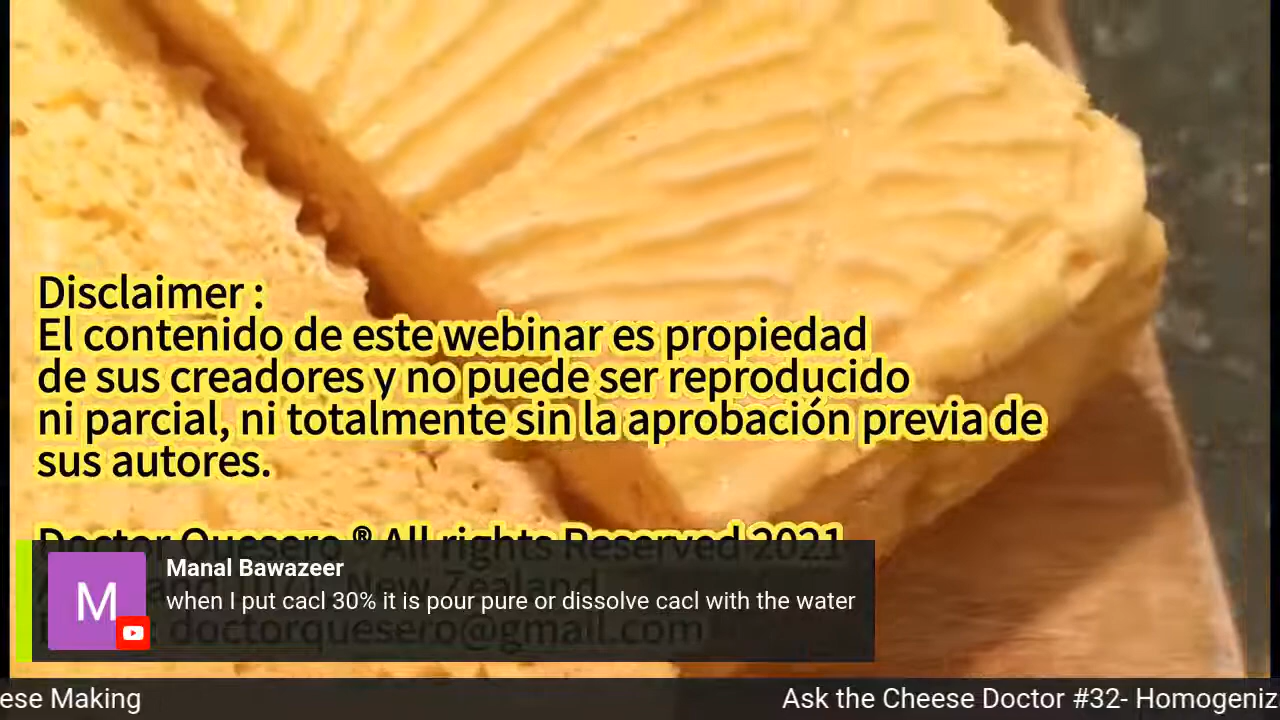 Disclaimer :
El contenido de este webinar es propiedad
de sus creadores y no puede ser reproducido
ni parcial, ni totalmente sin la aprobación previa de
sus autores.
Doctor Quesero ® All rights Reserved 2021
New Zealand
doctorquesero@gmail.com
M
Manal Bawazeer
when I put cacl 30% it is pour pure or dissolve cacl with the water
ese Making
Ask the Cheese Doctor #32- Homogeniz